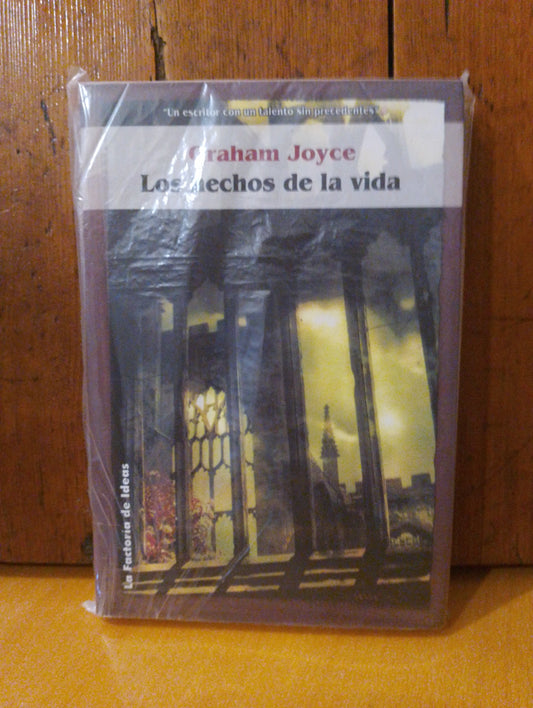 "Un escritor con un talento sin precedentes"
Graham Joyce
Los hechos de la vida
La Factoría de Ideas